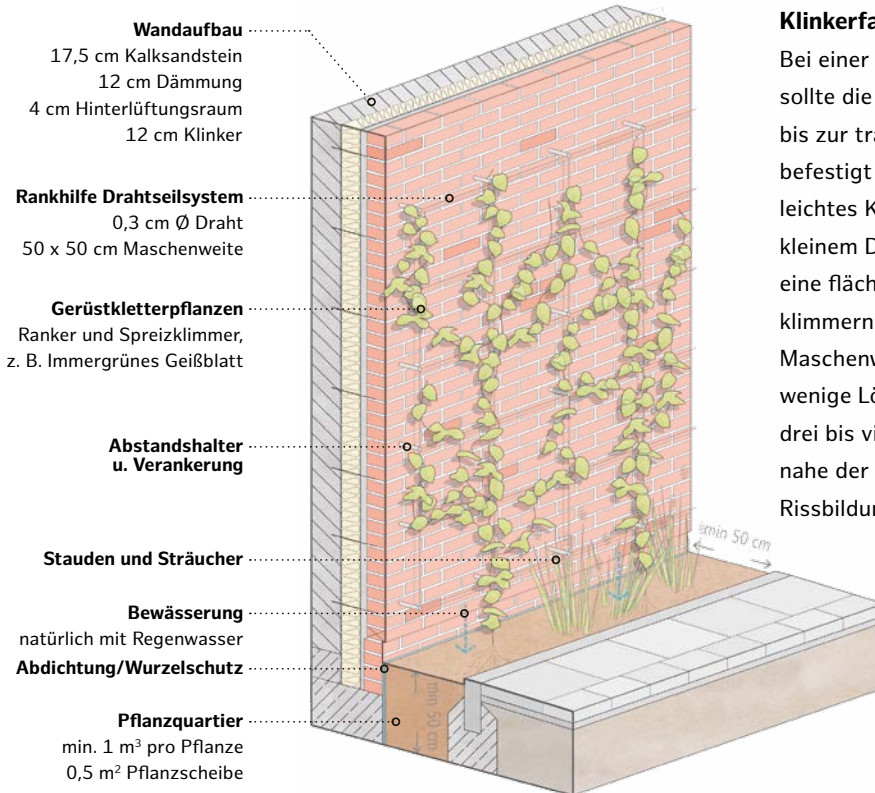 Wandaufbau
17,5 cm Kalksandstein
12 cm Dämmung
4 cm Hinterlüftungsraum
12 cm Klinker
Rankhilfe Drahtseilsystem
0,3 cm Ø Draht
50 x 50 cm Maschenweite
Gerüstkletterpflanzen
Ranker und Spreizklimmer,
z. B. Immergrünes Geißblatt
Abstandshalter
u. Verankerung
Stauden und Sträucher
Bewässerung
natürlich mit Regenwasser
Abdichtung/Wurzelschutz
Pflanzquartier
min. 1 m³ pro Pflanze
0,5 m² Pflanzscheibe
min 50 cm
min 50 cm
Klinkerfa
Bei einer
sollte die
bis zur tra
befestigt
leichtes K
kleinem D
eine fläch
klimmern
Maschenw
wenige Lö
drei bis vi
nahe der
Rissbildun